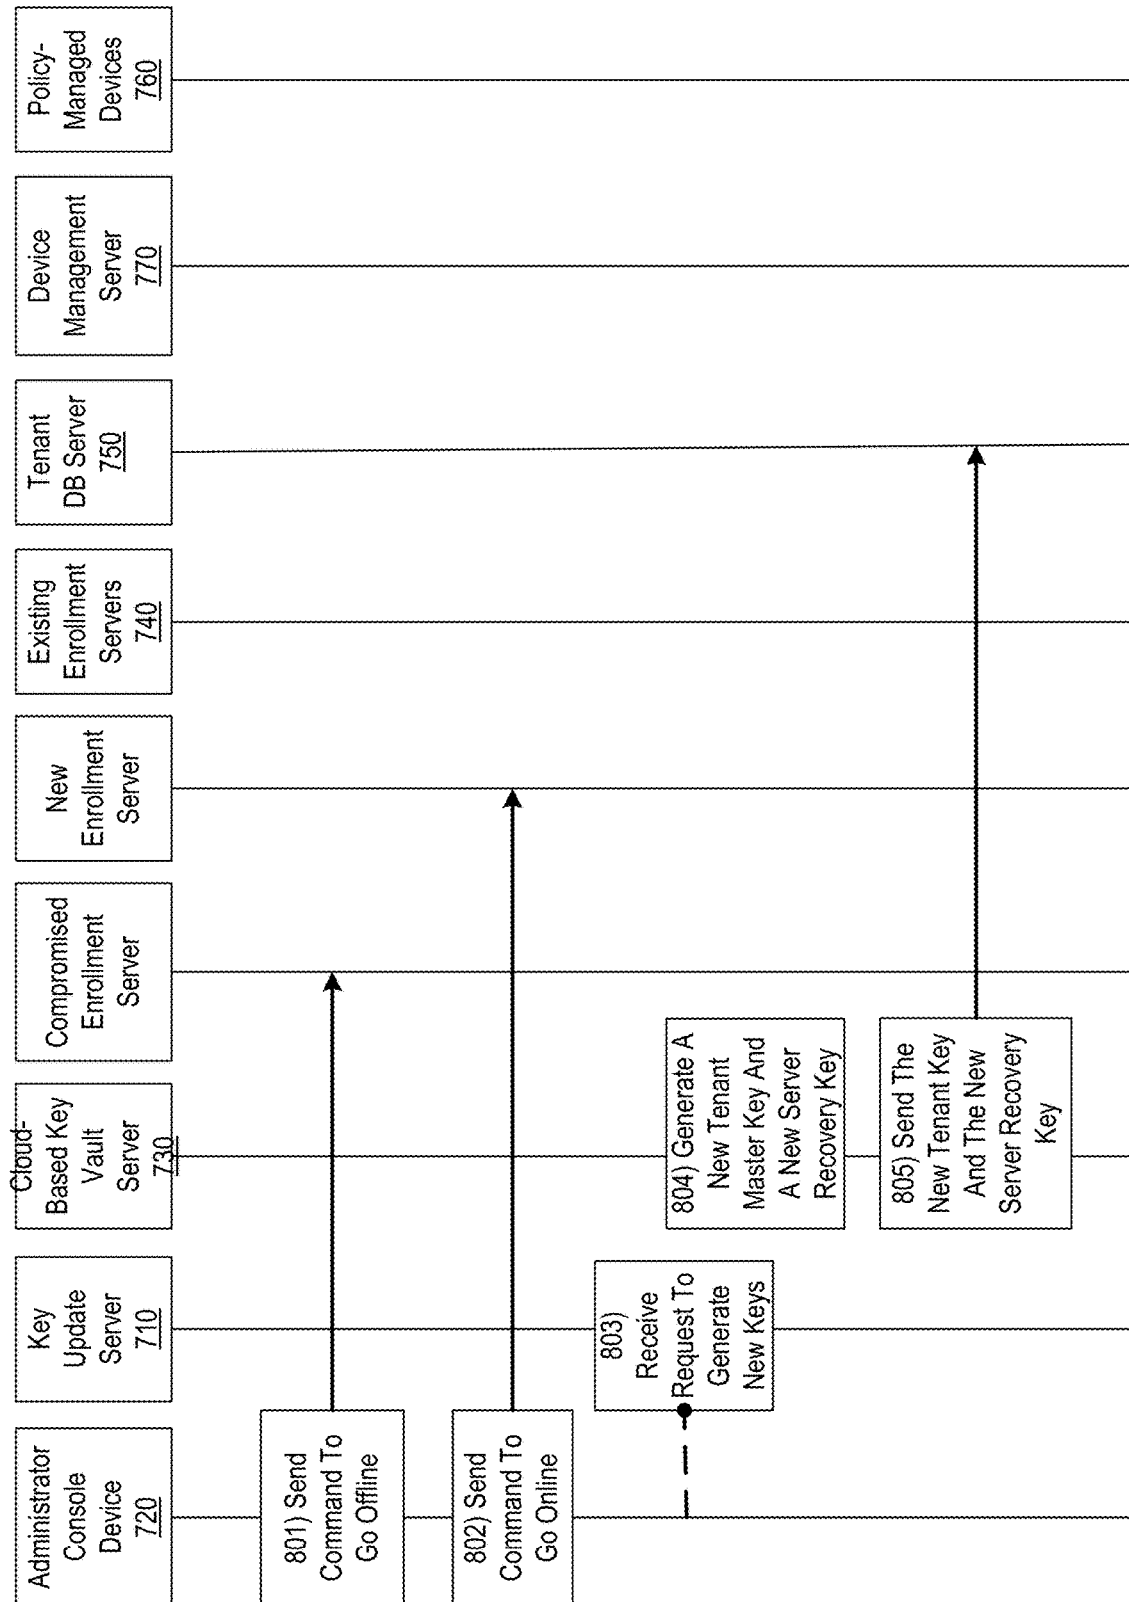 Administrator
Console
Device
720
Key
Update
Server
710
Cloud-
Based Key
Vault
Server
730
Compromised
Enrollment
Server
New
Enrollment
Server
Existing
Enrollment
Servers
740
Tenant
DB Server
750
Device
Management
Server
770
Policy-
Managed
Devices
760
801) Send
Command To
Go Offline
802) Send
Command To
Go Online
803)
Receive
Request To
Generate
New Keys
804) Generate A
New Tenant
Master Key And
A New Server
Recovery Key
805) Send The
New Tenant Key
And The New
Server Recovery
Key